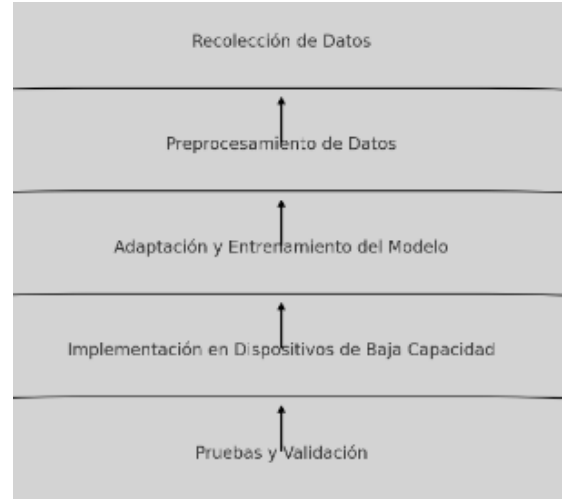 Recolección de Datos
Preprocesamiento de Datos
Adaptación y Entrenamiento del Modelo
Implementación en Dispositivos de Baja Capacidad
Pruebas y Validación